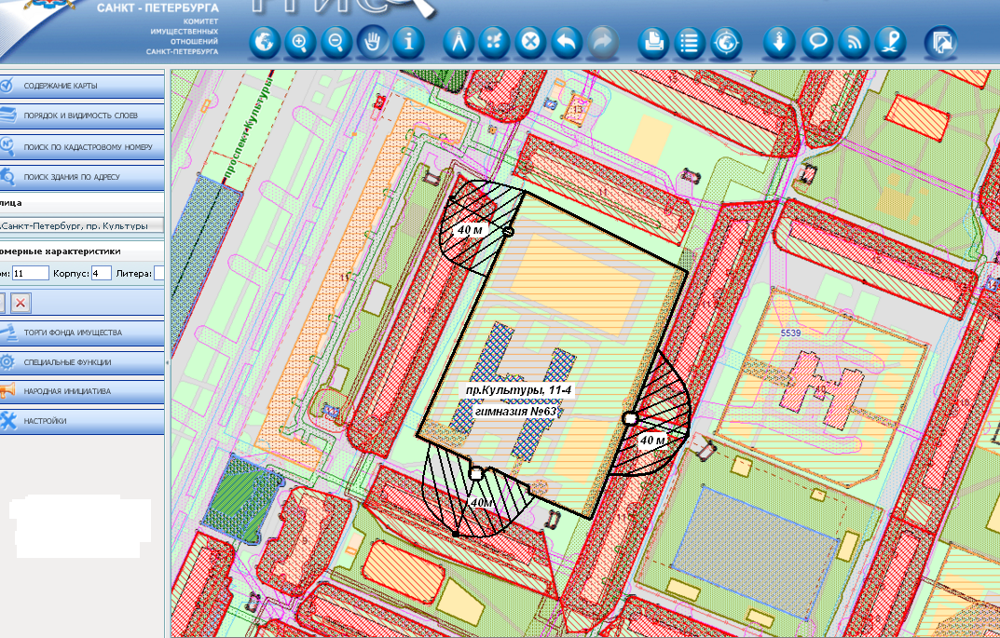 САНКТ - ПЕТЕРБУРГА
КОМИТЕТ
ИМУЩЕСТВЕННЫХ
ОТНОШЕНИЙ
САНКТ-ПЕТЕРБУРГА
СОДЕРЖАНИЕ КАРТЫ
ПОРЯДОК И ВИДИМОСТЬ СЛОЕВ
ПОИСК ПО КАДАСТРОВОМУ НОМЕРУ
ПОИСК ЗДАНИЯ ПО АДРЕСУ
лица
.Санкт-Петербург, пр. Культуры
омерные характеристики
ом: 11 Корпус: 4 Литера:
ТОРГИ ФОНДА ИМУЩЕСТВА
СПЕЦИАЛЬНЫЕ ФУНКЦИИ
НАРОДНАЯ ИНИЦИАТИВА
НАСТРОЙКИ
проспект Культуры
13
11
40 м
11
5539
пр.Культуры, 11-4
гимназия №63
40 м
40м
11